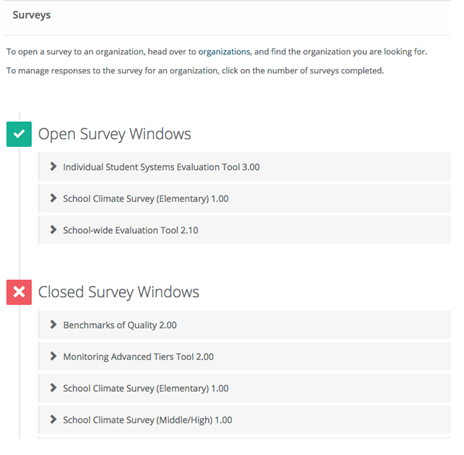 Surveys
To open a survey to an organization, head over to organizations, and find the organization you are looking for.
To manage responses to the survey for an organization, click on the number of surveys completed.
Open Survey Windows
Individual Student Systems Evaluation Tool 3.00
School Climate Survey (Elementary) 1.00
School-wide Evaluation Tool 2.10
Closed Survey Windows
Benchmarks of Quality 2.00
Monitoring Advanced Tiers Tool 2.00
School Climate Survey (Elementary) 1.00
School Climate Survey (Middle/High) 1.00